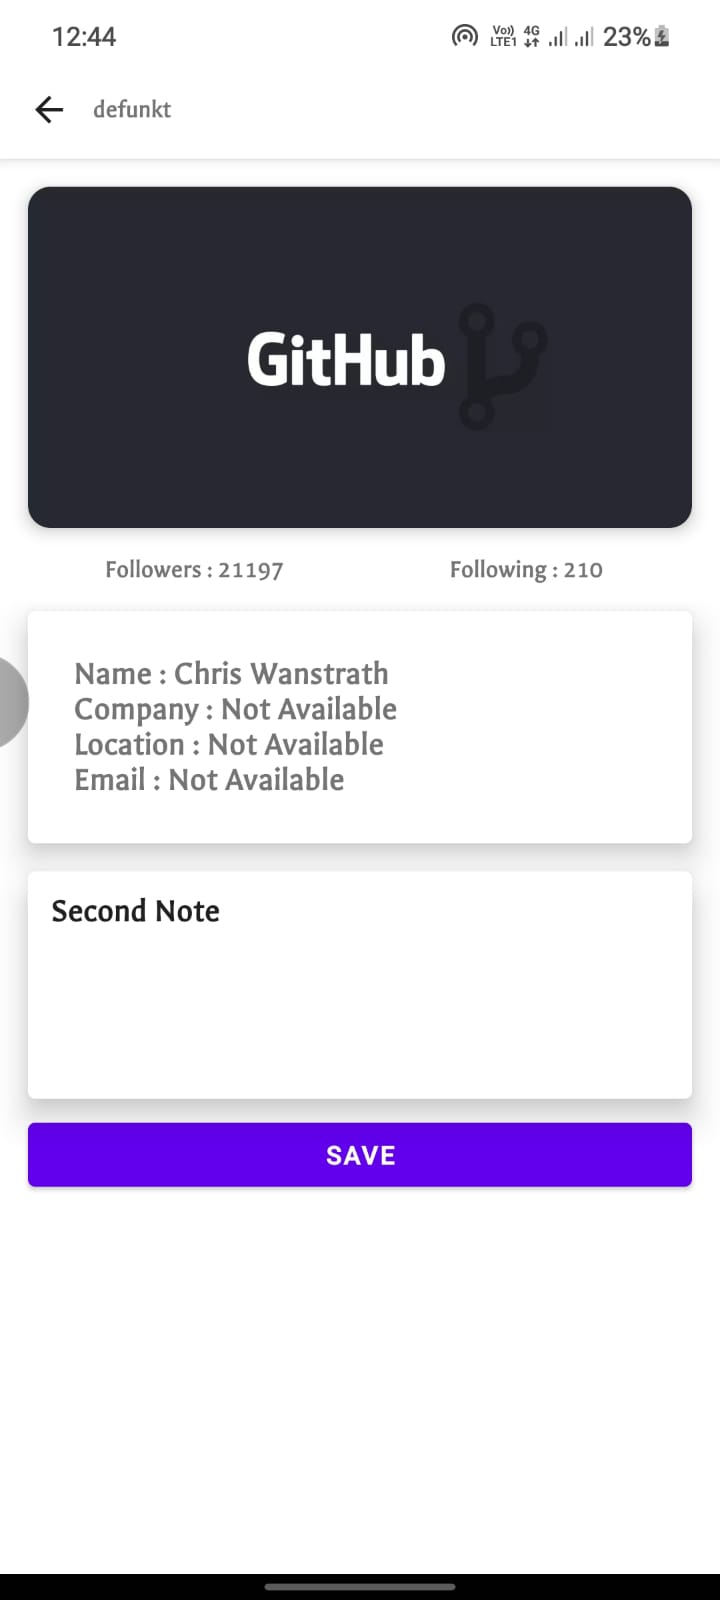 12:44
Vo)) LTE1 4G 23%
defunkt
GitHub
Followers : 21197 Following : 210
Name : Chris Wanstrath
Company : Not Available
Location : Not Available
Email : Not Available
Second Note
SAVE